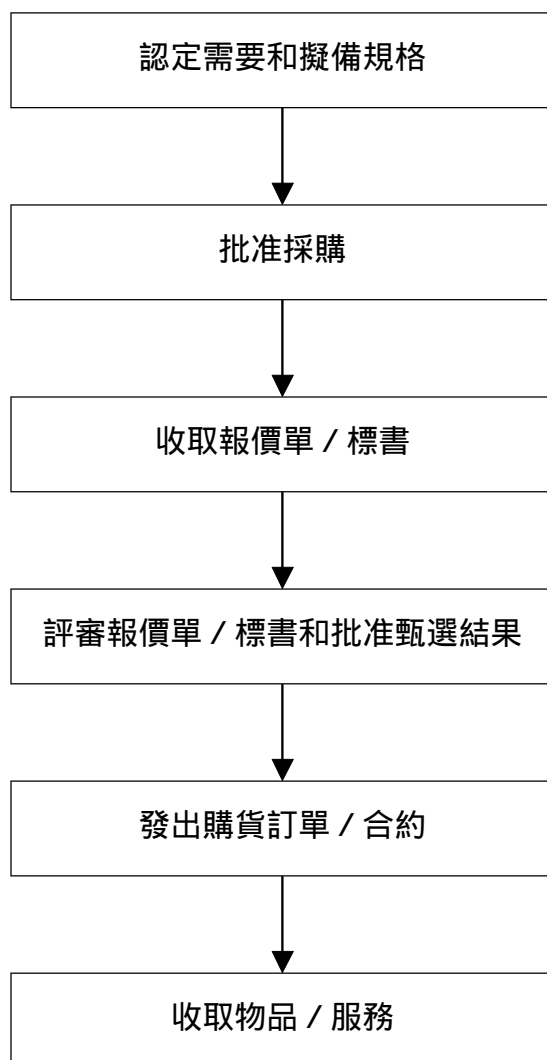 認定需要和擬備規格
批准採購
收取報價單 / 標書
評審報價單 / 標書和批准甄選結果
發出購貨訂單 / 合約
收取物品 / 服務